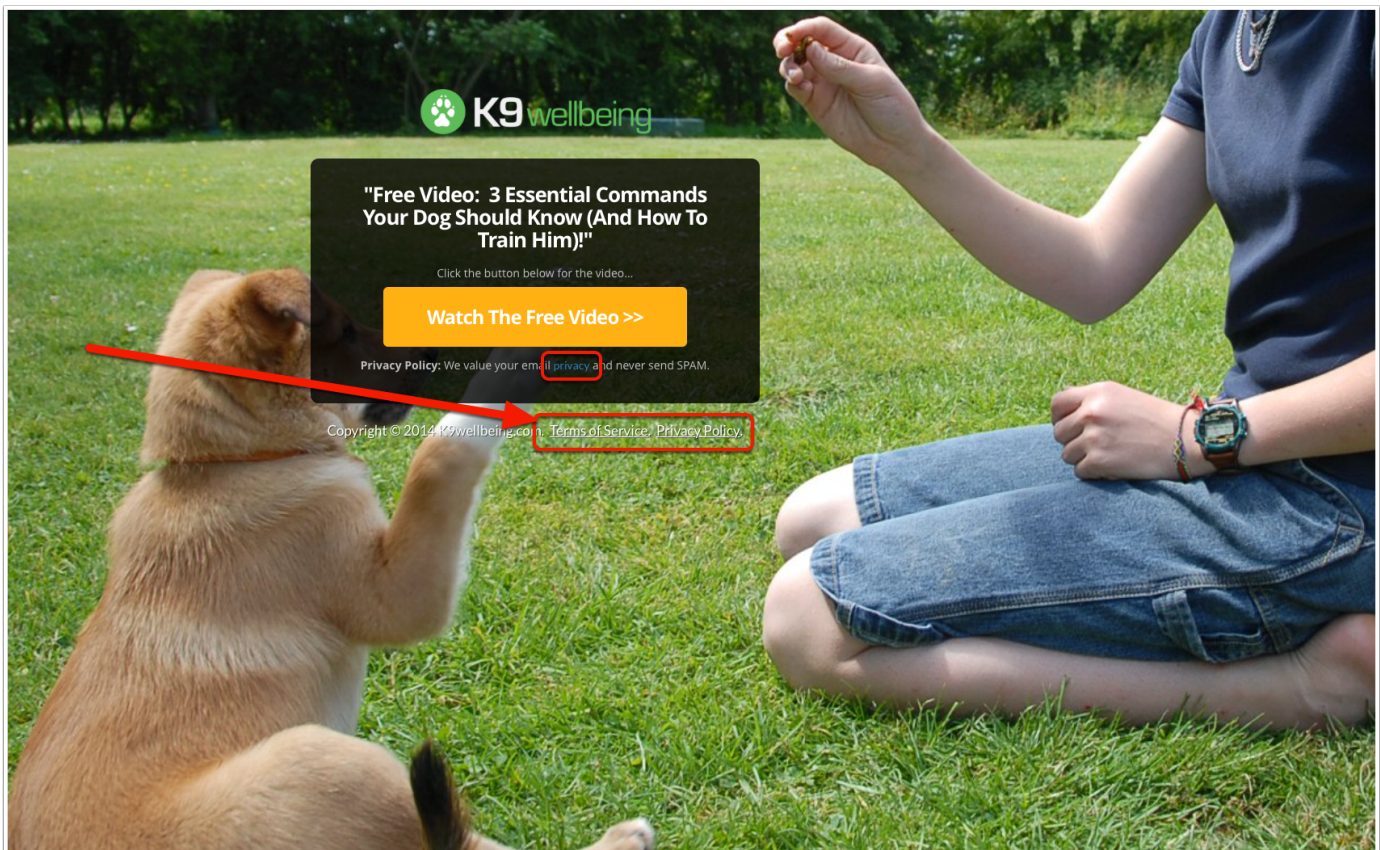 K9 wellbeing
"Free Video:  3 Essential Commands
Your Dog Should Know (And How To
Train Him)!"
Click the button below for the video...
Watch The Free Video >>
Privacy Policy: We value your email privacy and never send SPAM.
Copyright © 2014 K9wellbeing.com.  Terms of Service.  Privacy Policy.